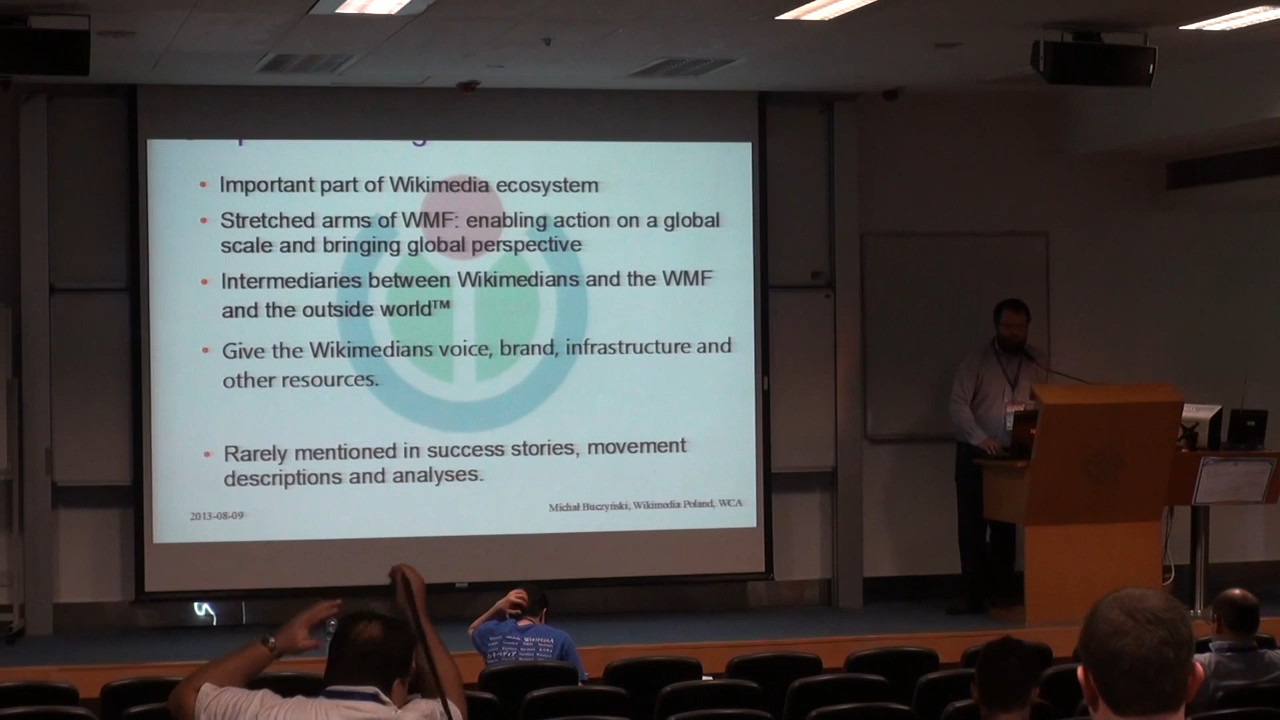 • Important part of Wikimedia ecosystem
• Stretched arms of WMF: enabling action on a global
scale and bringing global perspective
• Intermediaries between Wikimedians and the WMF
and the outside world™
• Give the Wikimedians voice, brand, infrastructure and
other resources.
• Rarely mentioned in success stories, movement
descriptions and analyses.
2013-08-09
Michał Buczyński, Wikimedia Poland, WCA
WIKIPEDIA